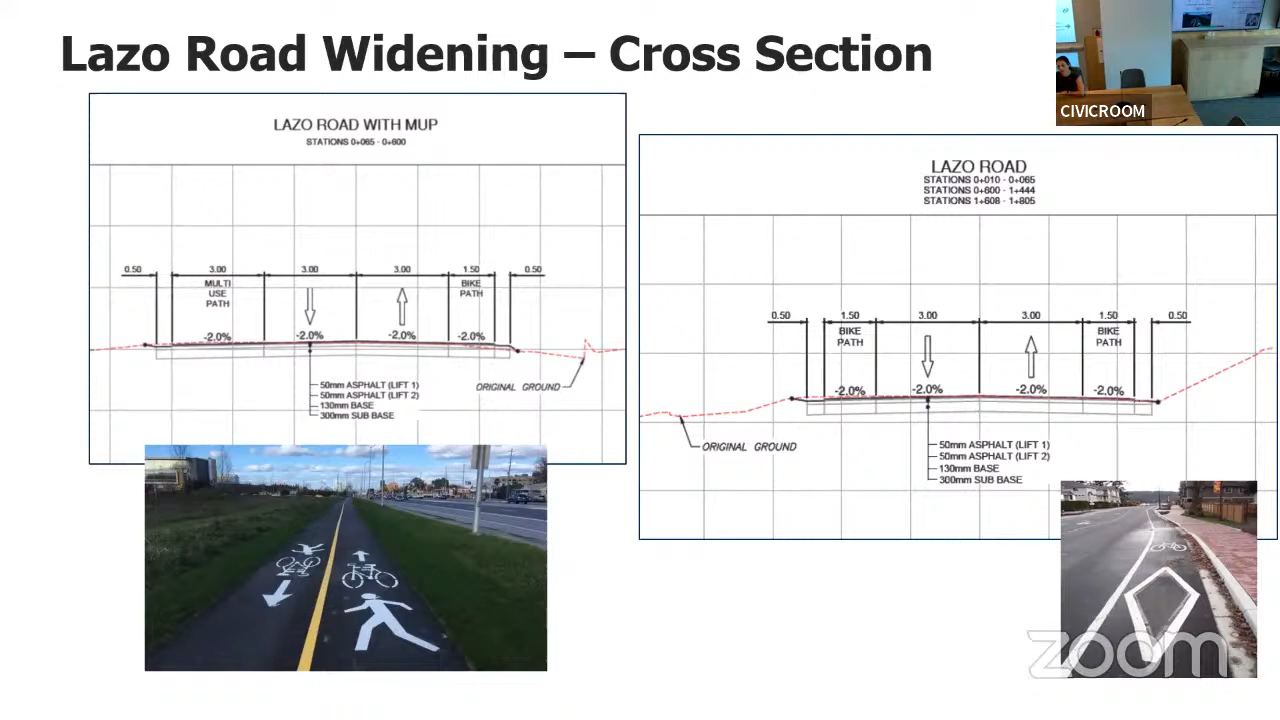 Lazo Road Widening – Cross Section
CIVICROOM
LAZO ROAD WITH MUP
STATIONS 0+065 - 0+600
0.50 3.00 3.00 3.00 1.50 0.50
MULTI
USE
PATH
BIKE
PATH
-2.0% -2.0% -2.0% -2.0%
ORIGINAL GROUND
50mm ASPHALT (LIFT 1)
50mm ASPHALT (LIFT 2)
130mm BASE
300mm SUB BASE
LAZO ROAD
STATIONS 0+010 - 0+065
STATIONS 0+600 - 1+444
STATIONS 1+608 - 1+805
0.50 1.50 3.00 3.00 1.50 0.50
BIKE
PATH
BIKE
PATH
-2.0% -2.0% -2.0% -2.0%
ORIGINAL GROUND
50mm ASPHALT (LIFT 1)
50mm ASPHALT (LIFT 2)
130mm BASE
300mm SUB BASE
zoom